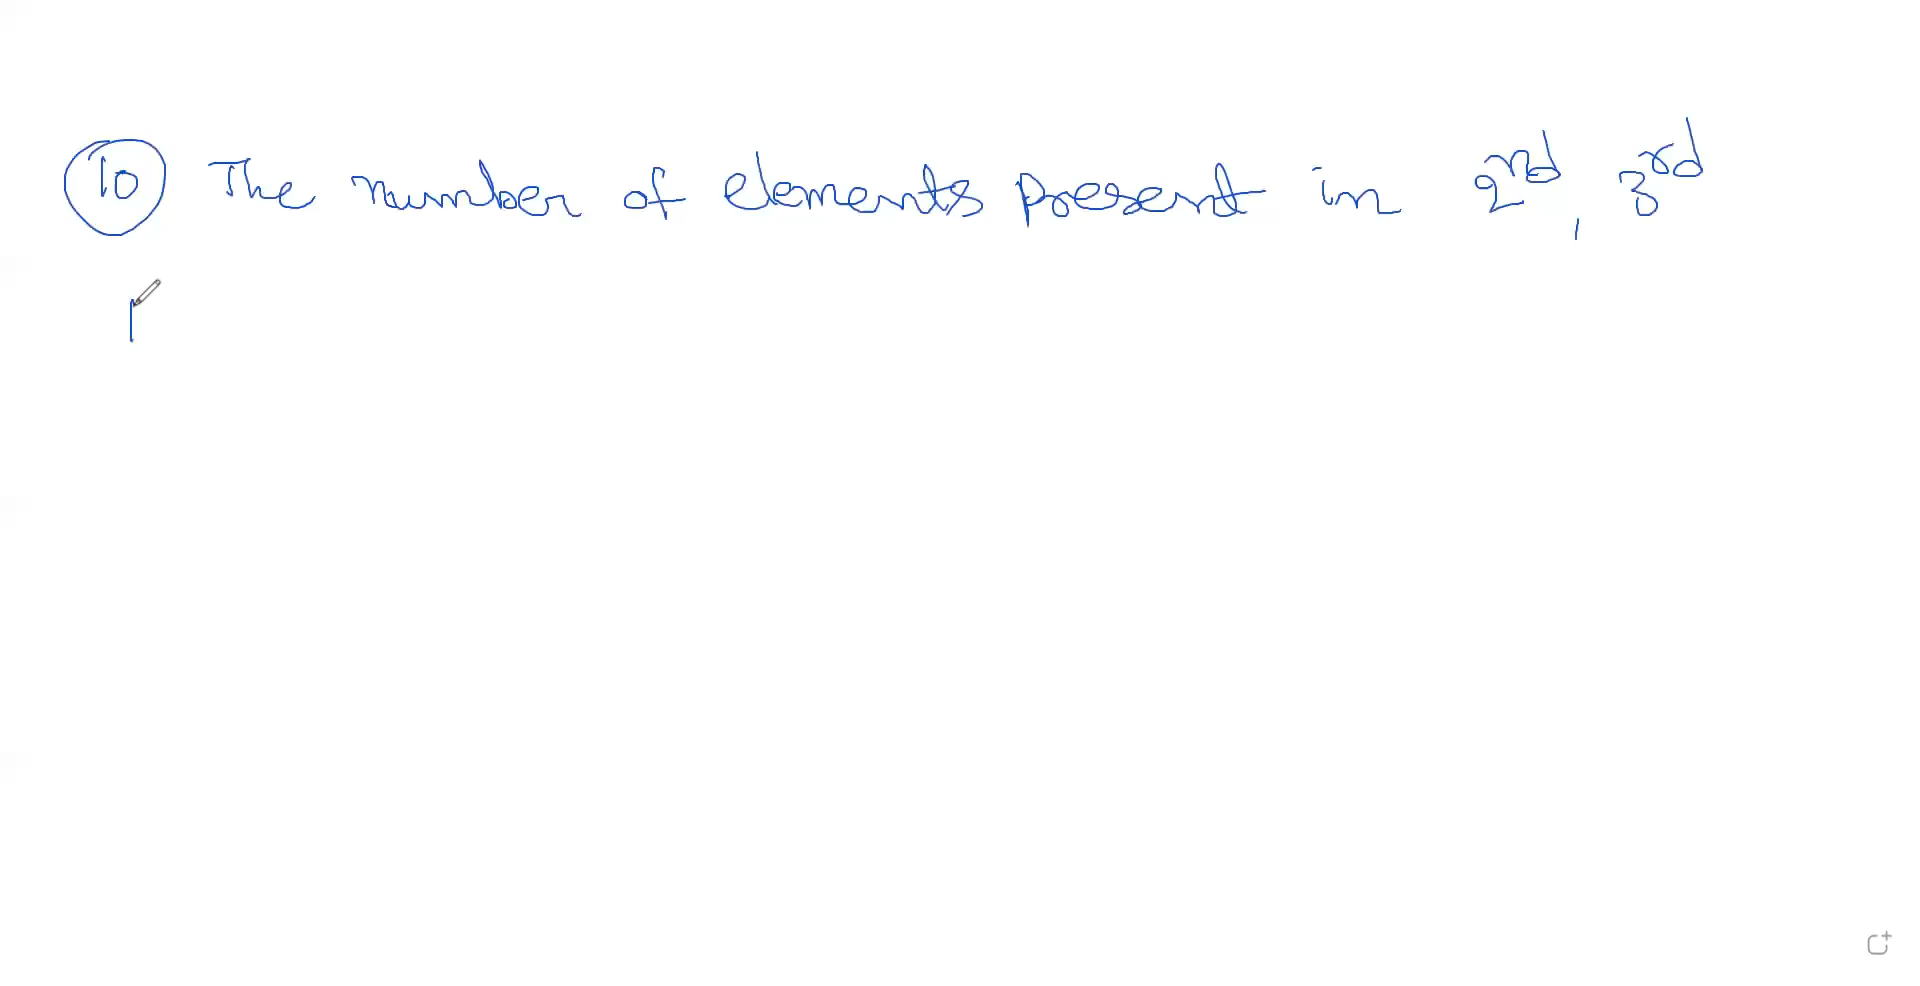 10 The number of elements present in 2nd, 3rd